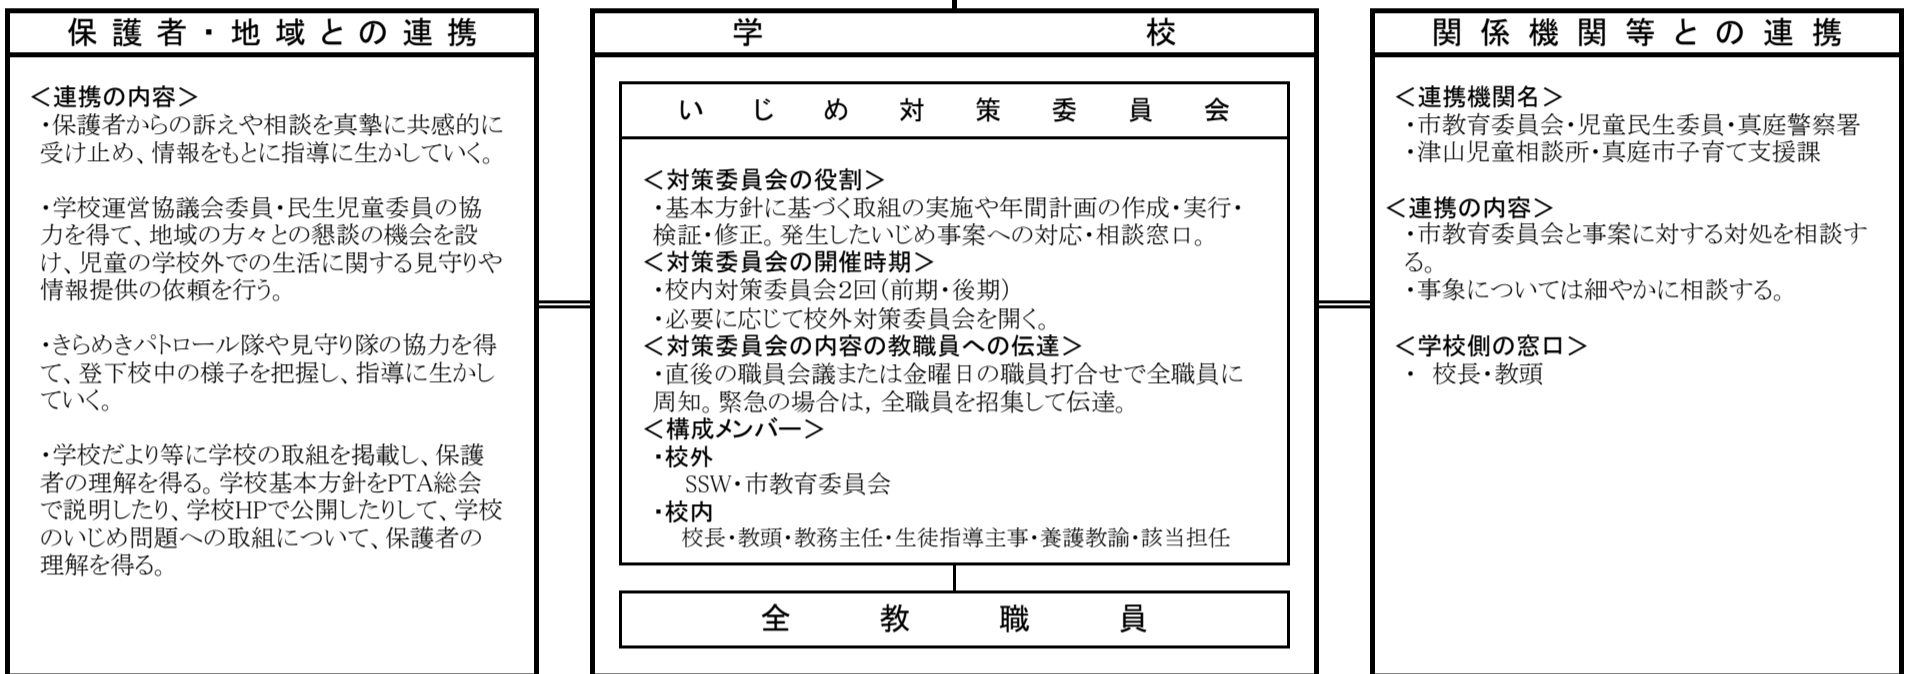 保護者・地域との連携
＜連携の内容＞
・保護者からの訴えや相談を真摯に共感的に
受け止め、情報をもとに指導に生かしていく。
・学校運営協議会委員・民生児童委員の協
力を得て、地域の方々との懇談の機会を設
け、児童の学校外での生活に関する見守りや
情報提供の依頼を行う。
・きらめきパトロール隊や見守り隊の協力を得
て、登下校中の様子を把握し、指導に生かし
ていく。
・学校だより等に学校の取組を掲載し、保護
者の理解を得る。学校基本方針をPTA総会
で説明したり、学校HPで公開したりして、学校
のいじめ問題への取組について、保護者の
理解を得る。
学校
いじめ対策委員会
＜対策委員会の役割＞
・基本方針に基づく取組の実施や年間計画の作成・実行・
検証・修正。発生したいじめ事案への対応・相談窓口。
＜対策委員会の開催時期＞
・校内対策委員会2回（前期・後期）
・必要に応じて校外対策委員会を開く。
＜対策委員会の内容の教職員への伝達＞
・直後の職員会議または金曜日の職員打合せで全職員に
周知。緊急の場合は，全職員を招集して伝達。
＜構成メンバー＞
・校外
SSW・市教育委員会
・校内
校長・教頭・教務主任・生徒指導主事・養護教諭・該当担任
全教職員
関係機関等との連携
＜連携機関名＞
・市教育委員会・児童民生委員・真庭警察署
・津山児童相談所・真庭市子育て支援課
＜連携の内容＞
・市教育委員会と事案に対する対処を相談す
る。
・事象については細やかに相談する。
＜学校側の窓口＞
・ 校長・教頭